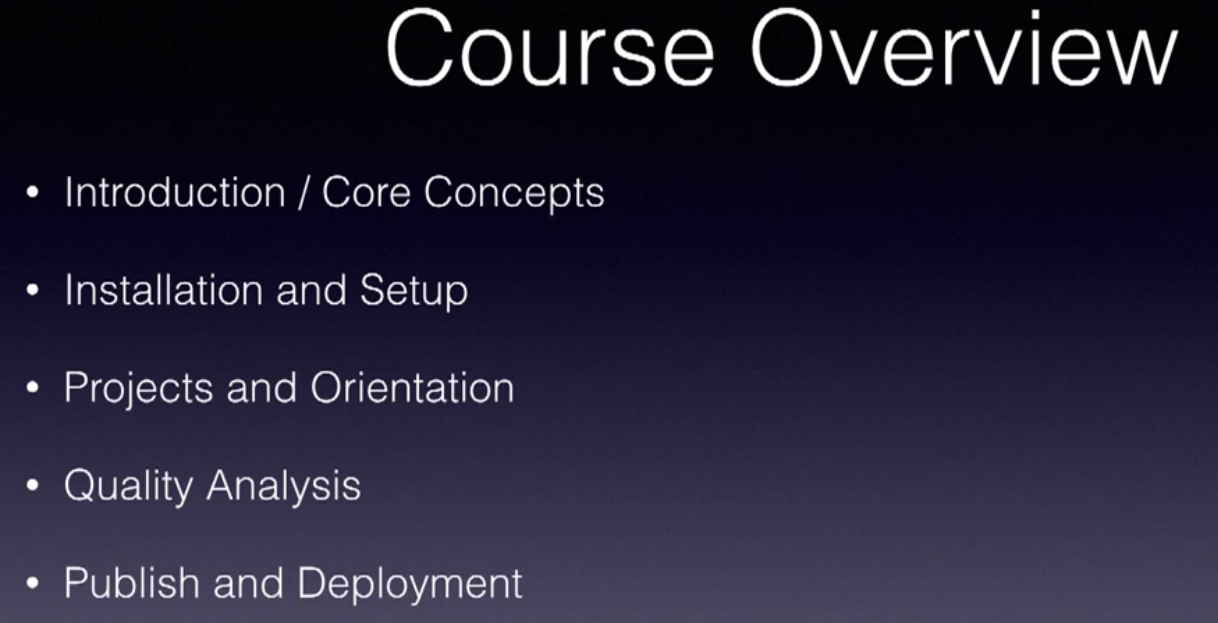 Course Overview
• Introduction / Core Concepts
• Installation and Setup
• Projects and Orientation
• Quality Analysis
• Publish and Deployment